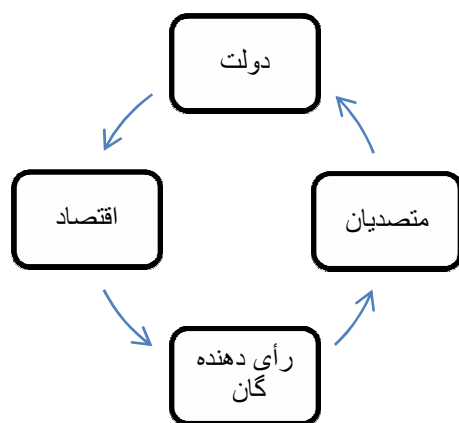 دولت
متصدیان
اقتصاد
رأی دهنده
گان